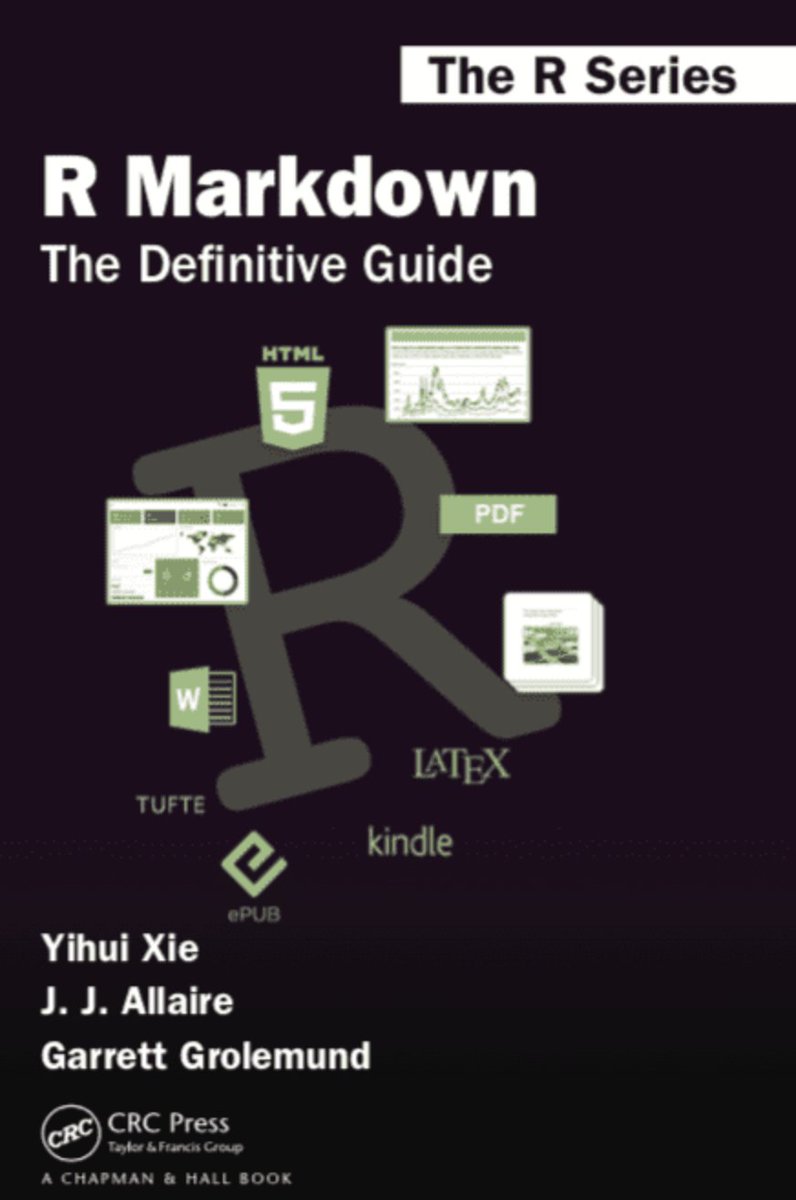 The R Series
R Markdown
The Definitive Guide
HTML
5
PDF
W
LATEX
TUFTE
kindle
ePUB
Yihui Xie
J. J. Allaire
Garrett Grolemund
CRC CRC Press
Taylor & Francis Group
A CHAPMAN & HALL BOOK